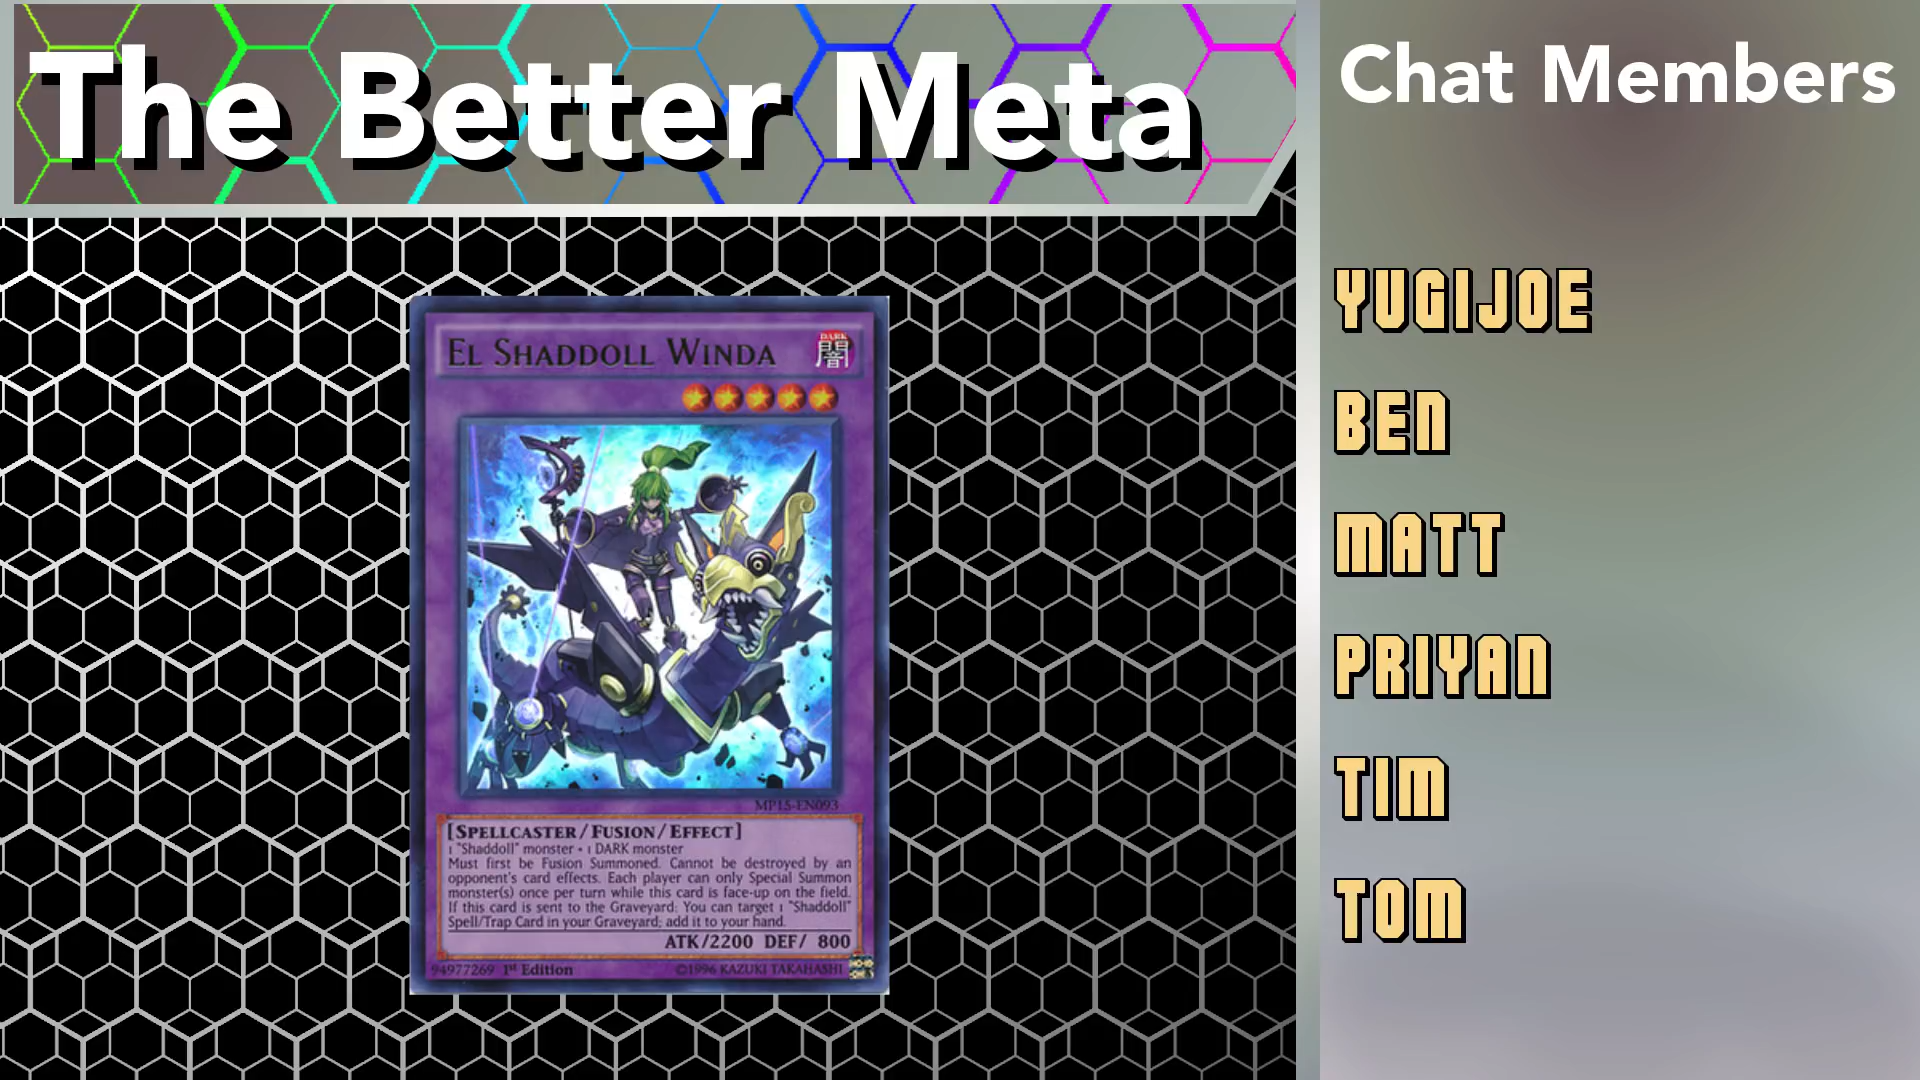 The Better Meta
Chat Members
YUGIJOE
BEN
MATT
PRIYAN
TIM
TOM
EL SHADDOLL WINDA
DARK
闇
MP15-EN093
[SPELLCASTER/FUSION/EFFECT]
1 "Shaddoll" monster + 1 DARK monster
Must first be Fusion Summoned. Cannot be destroyed by an
opponent's card effects. Each player can only Special Summon
monster(s) once per turn while this card is face-up on the field.
If this card is sent to the Graveyard: You can target 1 "Shaddoll"
Spell/Trap Card in your Graveyard; add it to your hand.
ATK/2200 DEF/ 800
94977269 1st Edition ©1996 KAZUKI TAKAHASHI